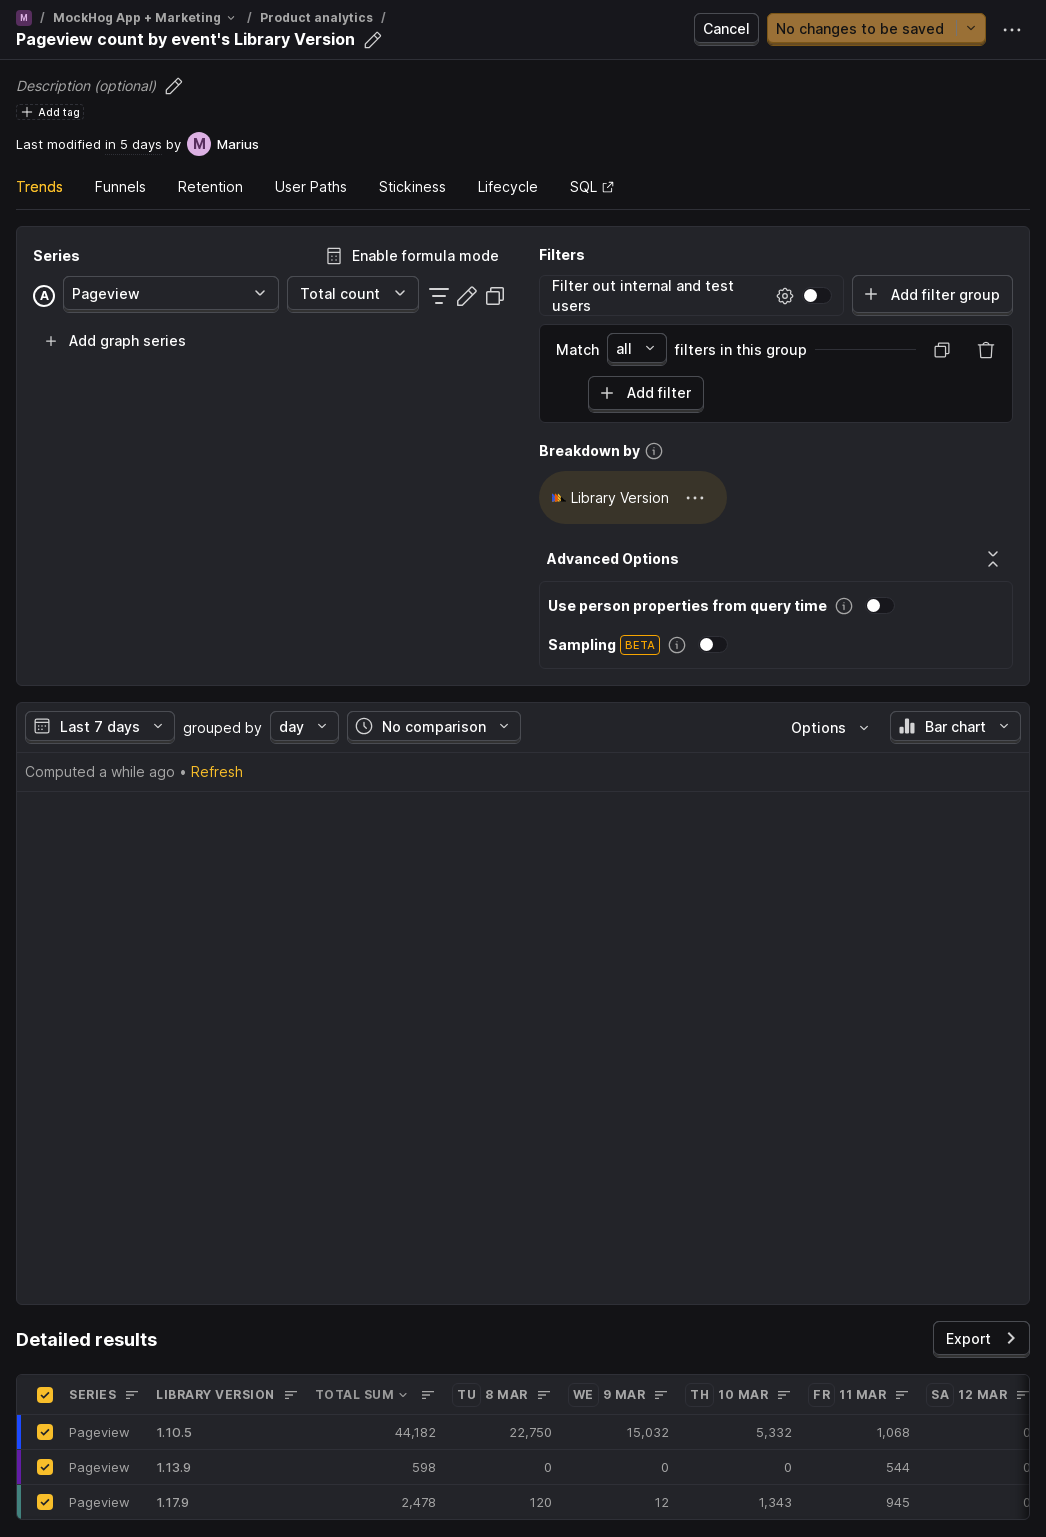 M / MockHog App + Marketing / Product analytics /
Pageview count by event's Library Version
Cancel
No changes to be saved
Description (optional)
Add tag
Last modified in 5 days by M Marius
Trends Funnels Retention User Paths Stickiness Lifecycle SQL
Series
Enable formula mode
A Pageview Total count
Add graph series
Filters
Filter out internal and test
users
Add filter group
Match all filters in this group
Add filter
Breakdown by
Library Version
Advanced Options
Use person properties from query time
Sampling BETA
Last 7 days grouped by day No comparison Options Bar chart
Computed a while ago • Refresh
Detailed results
Export
SERIES LIBRARY VERSION TOTAL SUM TU 8 MAR WE 9 MAR TH 10 MAR FR 11 MAR SA 12 MAR
Pageview 1.10.5 44,182 22,750 15,032 5,332 1,068 0
Pageview 1.13.9 598 0 0 0 544 0
Pageview 1.17.9 2,478 120 12 1,343 945 0